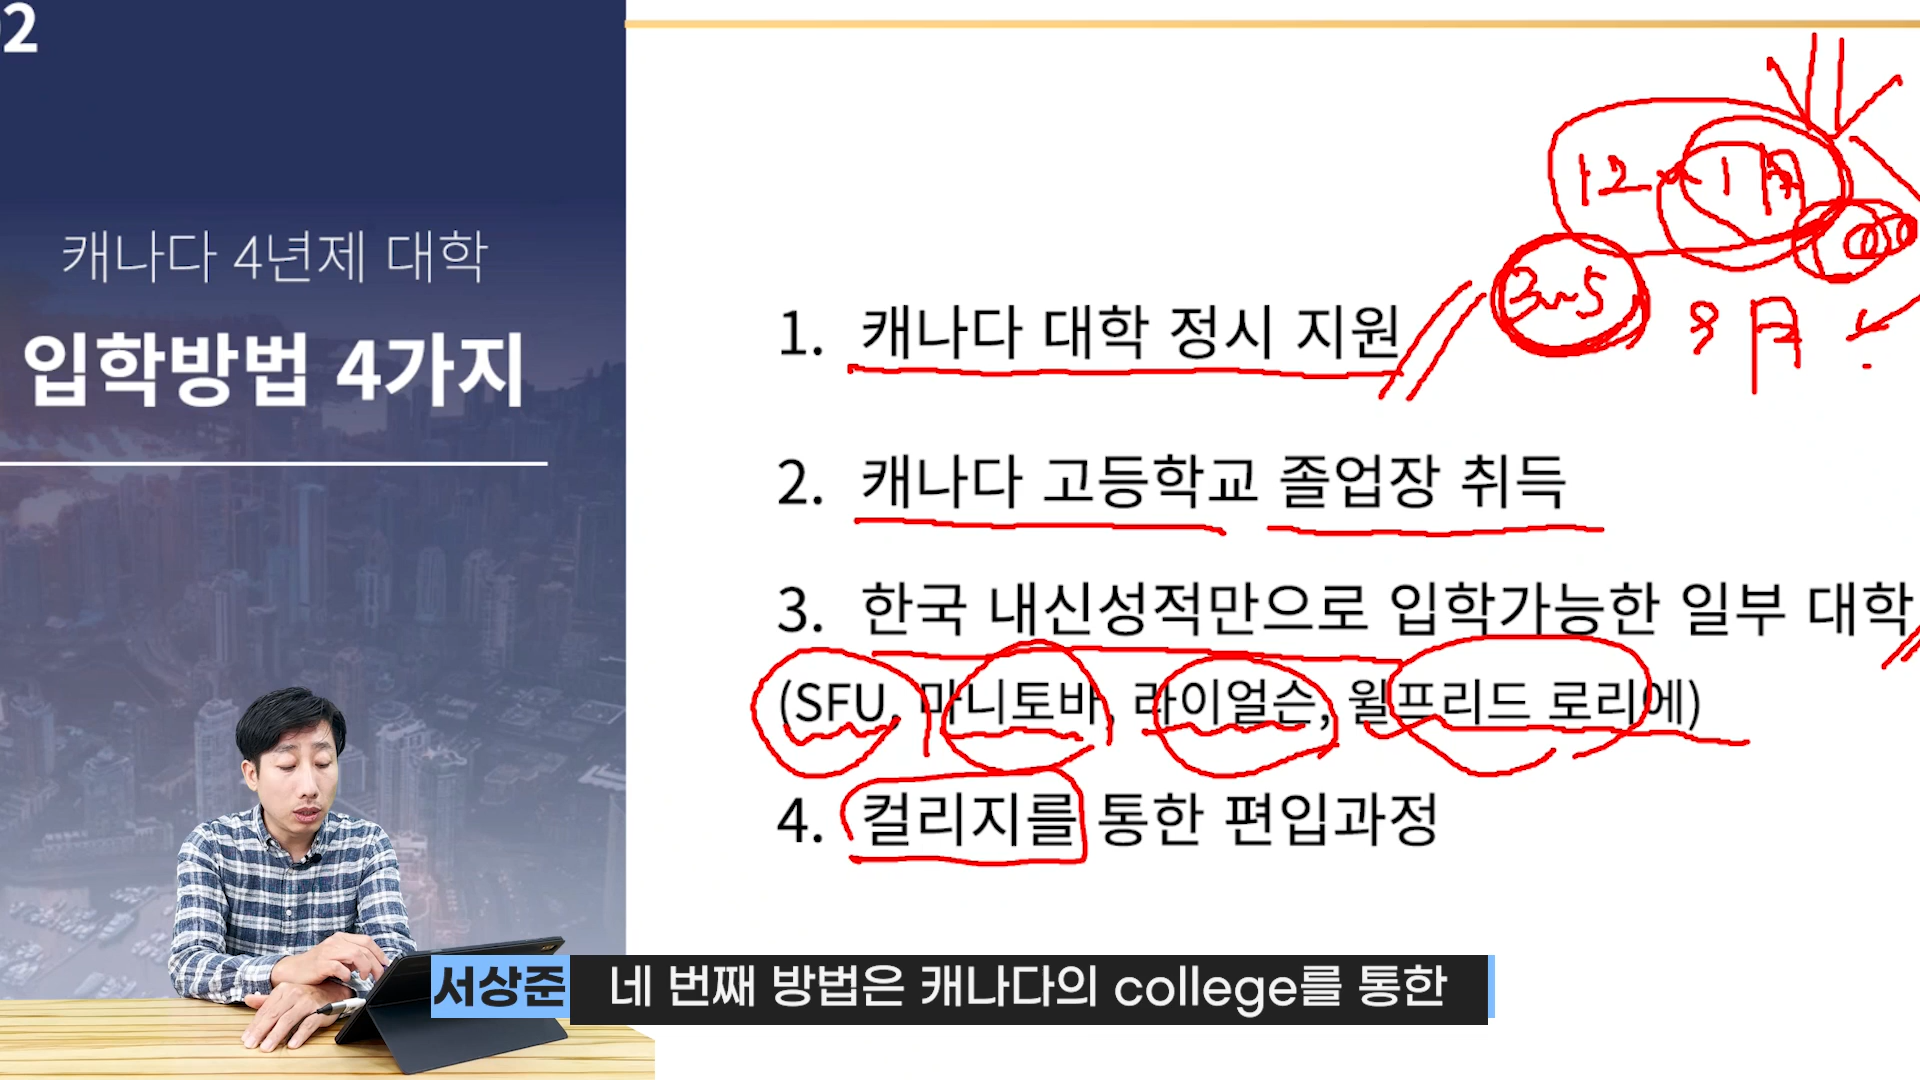 02
캐나다 4년제 대학
입학방법 4가지
12~1月
3~5
9月
1. 캐나다 대학 정시 지원
2. 캐나다 고등학교 졸업장 취득
3. 한국 내신성적만으로 입학가능한 일부 대학
(SFU, 마니토바, 라이얼슨, 윌프리드 로리에)
4. 컬리지를 통한 편입과정
서상준 네 번째 방법은 캐나다의 college를 통한